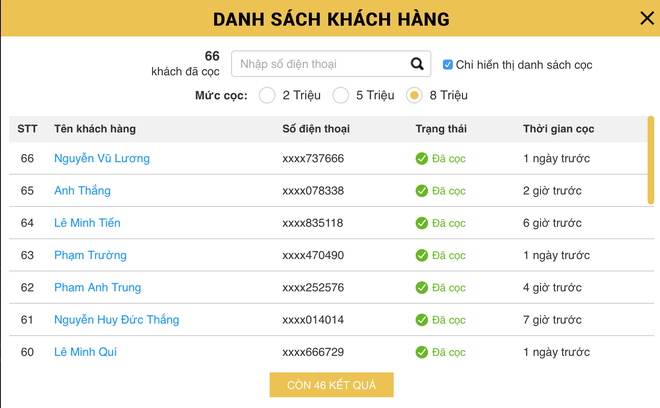 DANH SÁCH KHÁCH HÀNG
66
khách đã cọc
Nhập số điện thoại
Chỉ hiển thị danh sách cọc
Mức cọc: 2 Triệu 5 Triệu 8 Triệu
STT Tên khách hàng Số điện thoại Trạng thái Thời gian cọc
66 Nguyễn Vũ Lương xxxx737666 Đã cọc 1 ngày trước
65 Anh Thắng xxxx078338 Đã cọc 2 giờ trước
64 Lê Minh Tiến xxxx835118 Đã cọc 6 giờ trước
63 Phạm Trường xxxx470490 Đã cọc 1 ngày trước
62 Phạm Anh Trung xxxx252576 Đã cọc 4 giờ trước
61 Nguyễn Huy Đức Thắng xxxx014014 Đã cọc 7 giờ trước
60 Lê Minh Quí xxxx666729 Đã cọc 1 ngày trước
CÒN 46 KẾT QUẢ